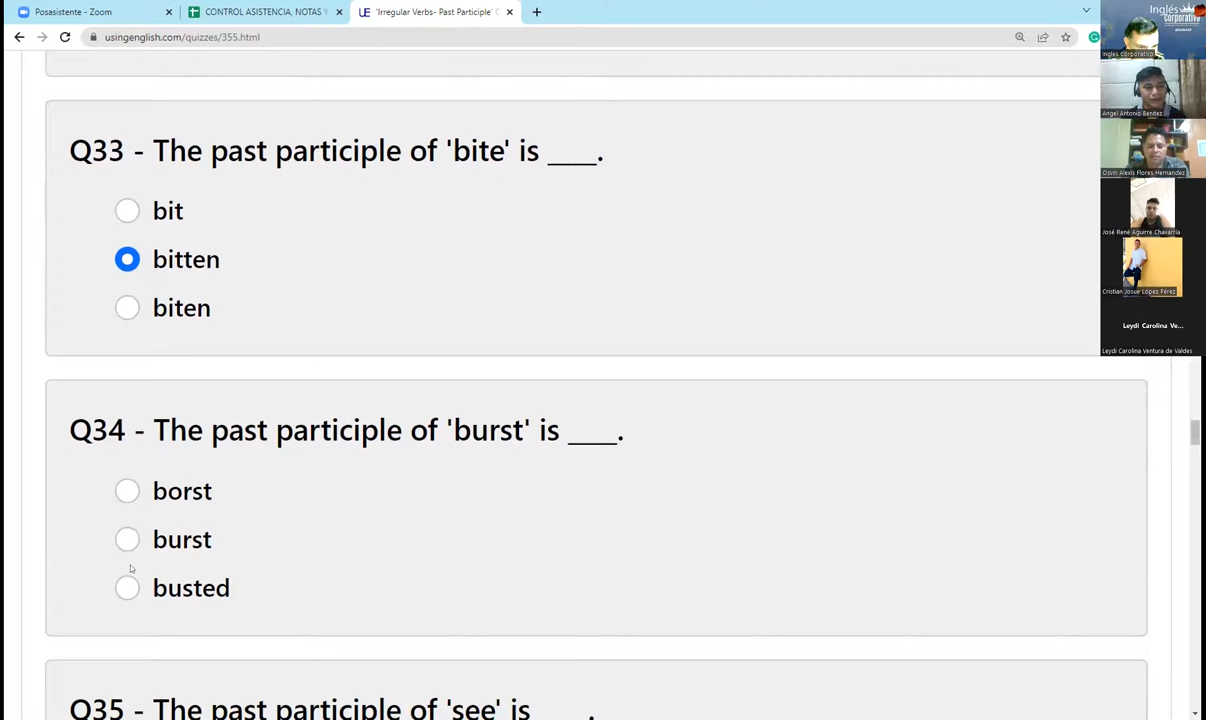 Posasistente - Zoom
CONTROL ASISTENCIA, NOTAS Y
'Irregular Verbs- Past Participle'
usingenglish.com/quizzes/355.html
Inglés
Corporativo
Ingles Corporativo
Angel Antonio Benitez
Osvin Alexis Flores Hernandez
José René Aguirre Chavarria
Cristian Josue López Pérez
Leydi Carolina Ve...
Leydi Carolina Ventura de Valdes
Q33 - The past participle of 'bite' is ____.
bit
bitten
biten
Q34 - The past participle of 'burst' is ____.
borst
burst
busted
Q35 - The past participle of 'see' is ____.